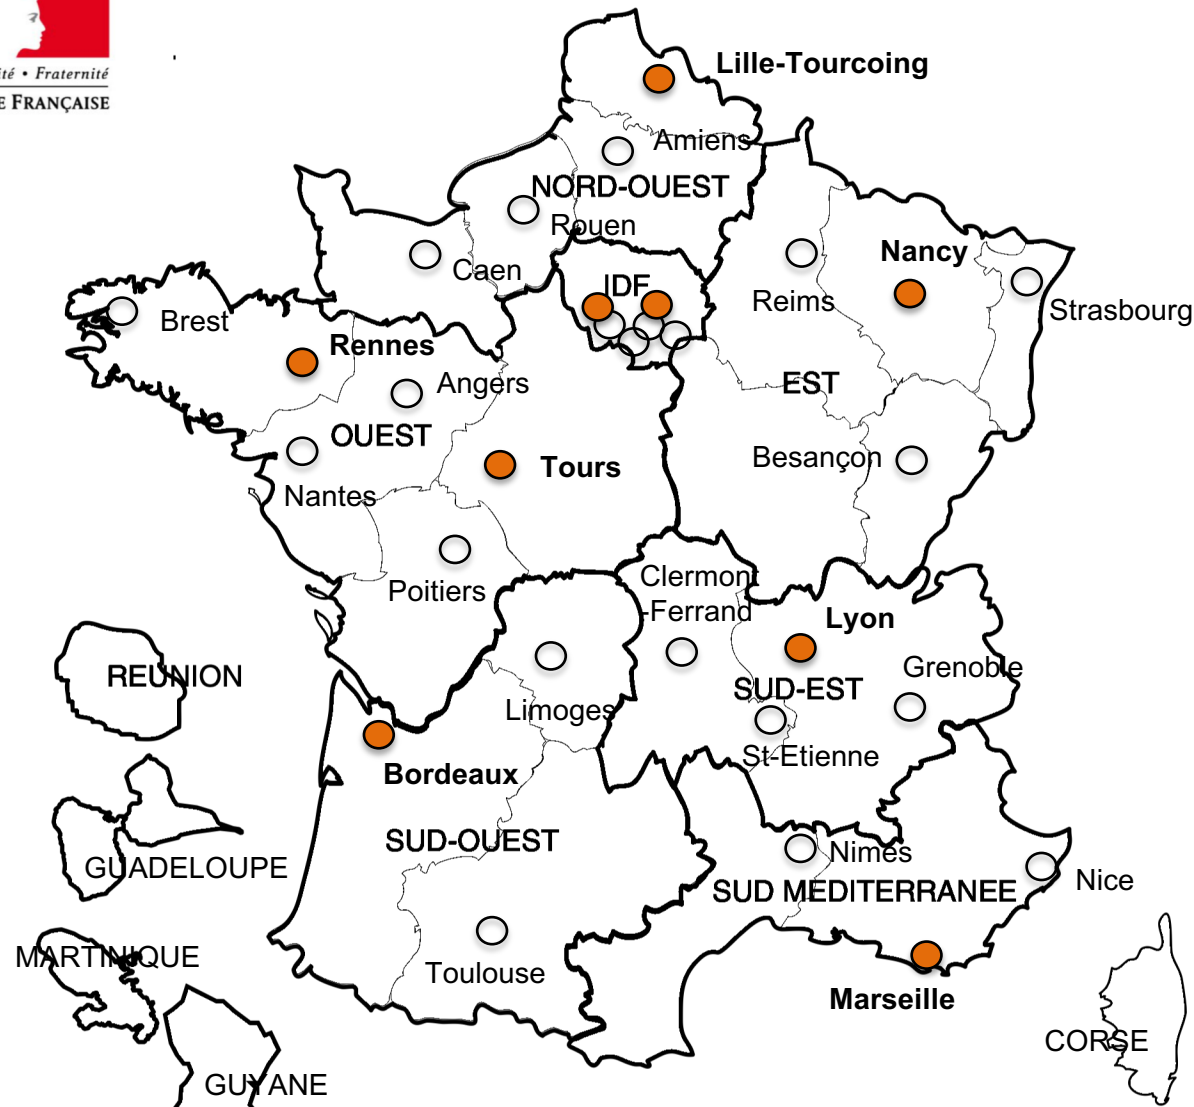 té • Fraternité
E FRANÇAISE
Lille-Tourcoing
Amiens
NORD-OUEST
Rouen
Caen
IDF
Nancy
Reims
Strasbourg
Brest
Rennes
Angers
EST
OUEST
Besançon
Tours
Nantes
Clermont
-Ferrand
Poitiers
Lyon
Grenoble
REUNION
SUD-EST
Limoges
St-Etienne
Bordeaux
SUD-OUEST
Nimes
GUADELOUPE
Nice
SUD MEDITERRANEE
MARTINIQUE
Toulouse
Marseille
CORSE
GUYANE